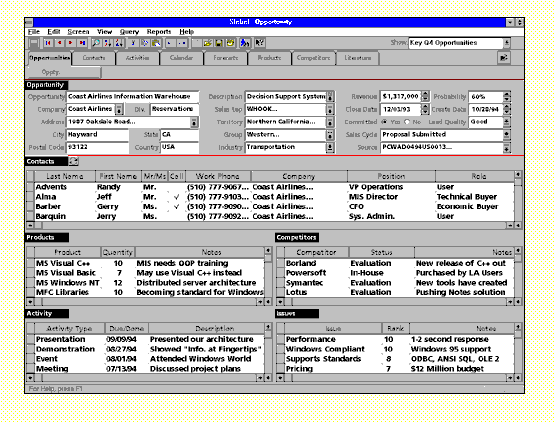 Siebel - Opportunity
File Edit Screen View Query Reports Help
Show: Key Q4 Opportunities
Opportunities Contacts Activities Calendar Forecasts Products Competitors Literature
Oppty.
Opportunity
Opportunity Coast Airlines Information Warehouse Description Decision Support System Revenue $1,317,000 Probability 60%
Company Coast Airlines Div. Reservations Sales Rep WHOOK... Close Date 12/03/93 Create Date 10/20/94
Address 1987 Oakdale Road... Territory Northern California... Committed Yes No Lead Quality Good
City Hayward State CA Group Western... Sales Cycle Proposal Submitted
Postal Code 93122 Country USA Industry Transportation Source PCWAD0494US0013...
Contacts
Last Name First Name Mr/Ms Call Work Phone Company Position Role
Advents Randy Mr. (510) 777-9067... Coast Airlines... VP Operations User
Alma Jeff Mr. √ (510) 777-9103... Coast Airlines... MIS Director Technical Buyer
Barber Gerry Ms. √ (510) 777-9090... Coast Airlines... CFO Economic Buyer
Barquin Jerry Ms. (510) 777-9092... Coast Airlines... Sys. Admin. User
Products Competitors
Product Quantity Notes Competitor Status Notes
MS Visual C++ 10 MIS needs OOP training Borland Evaluation New release of C++ out
MS Visual Basic 7 May use Visual C++ instead Powersoft In-House Purchased by LA Users
MS Windows NT 12 Distributed server architecture Symantec Evaluation New tools have created
MFC Libraries 10 Becoming standard for Windows Lotus Evaluation Pushing Notes solution
Activity Issues
Activity Type Due/Done Description Issue Rank Notes
Presentation 09/09/94 Presented our architecture Performance 10 1-2 second response
Demonstration 08/27/94 Showed "Info. at Fingertips" Windows Compliant 10 Windows 95 support
Event 08/01/94 Attended Windows World Supports Standards 8 ODBC, ANSI SQL, OLE 2
Meeting 07/13/94 Discussed project plans Pricing 7 $12 Million budget
For Help, press F1